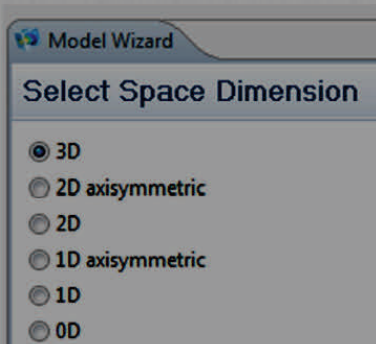 Model Wizard
Select Space Dimension
3D
2D axisymmetric
2D
1D axisymmetric
1D
0D